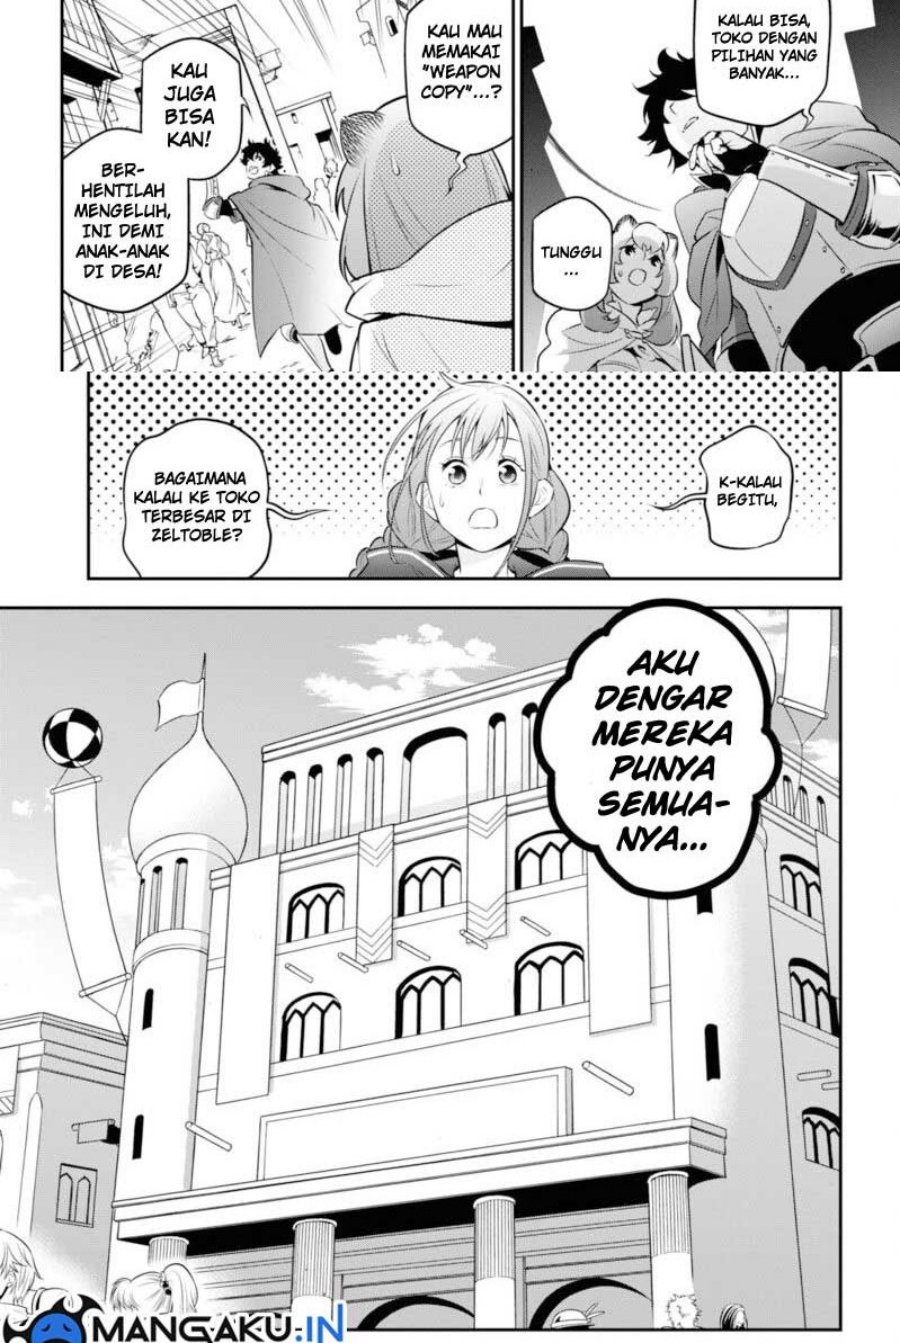 KALAU BISA,
TOKO DENGAN
PILIHAN YANG
BANYAK...
TUNGGU
...
KAU MAU
MEMAKAI
"WEAPON
COPY"...?
KAU
JUGA
BISA
KAN!
BER-
HENTILAH
MENGELUH,
INI DEMI
ANAK-ANAK
DI DESA!
K-KALAU
BEGITU,
BAGAIMANA
KALAU KE TOKO
TERBESAR DI
ZELTOBLE?
AKU
DENGAR
MEREKA
PUNYA
SEMUA-
NYA...
MANGAKU.IN